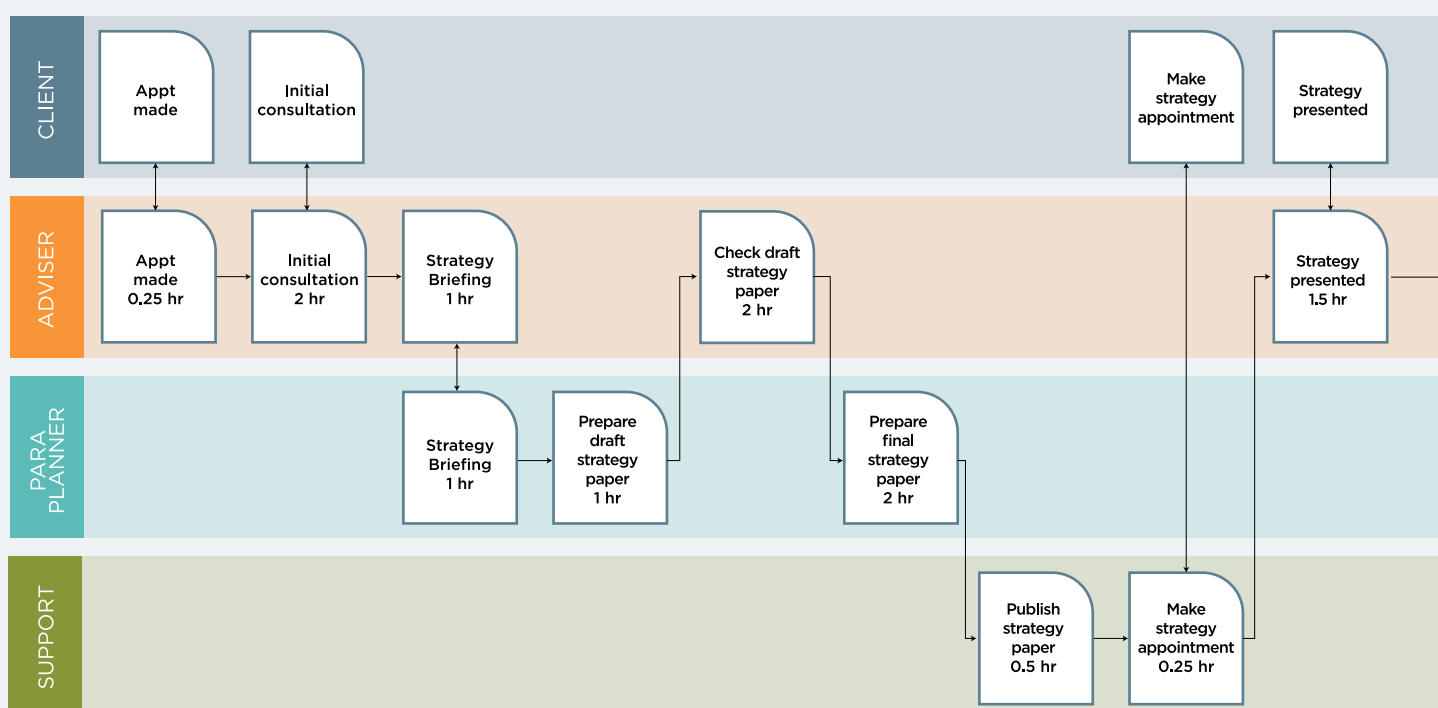 CLIENT
Appt
made
Initial
consultation
Make
strategy
appointment
Strategy
presented
ADVISER
Appt
made
0.25 hr
Initial
consultation
2 hr
Strategy
Briefing
1 hr
Check draft
strategy
paper
2 hr
Strategy
presented
1.5 hr
PARA
PLANNER
Strategy
Briefing
1 hr
Prepare
draft
strategy
paper
1 hr
Prepare
final
strategy
paper
2 hr
SUPPORT
Publish
strategy
paper
0.5 hr
Make
strategy
appointment
0.25 hr